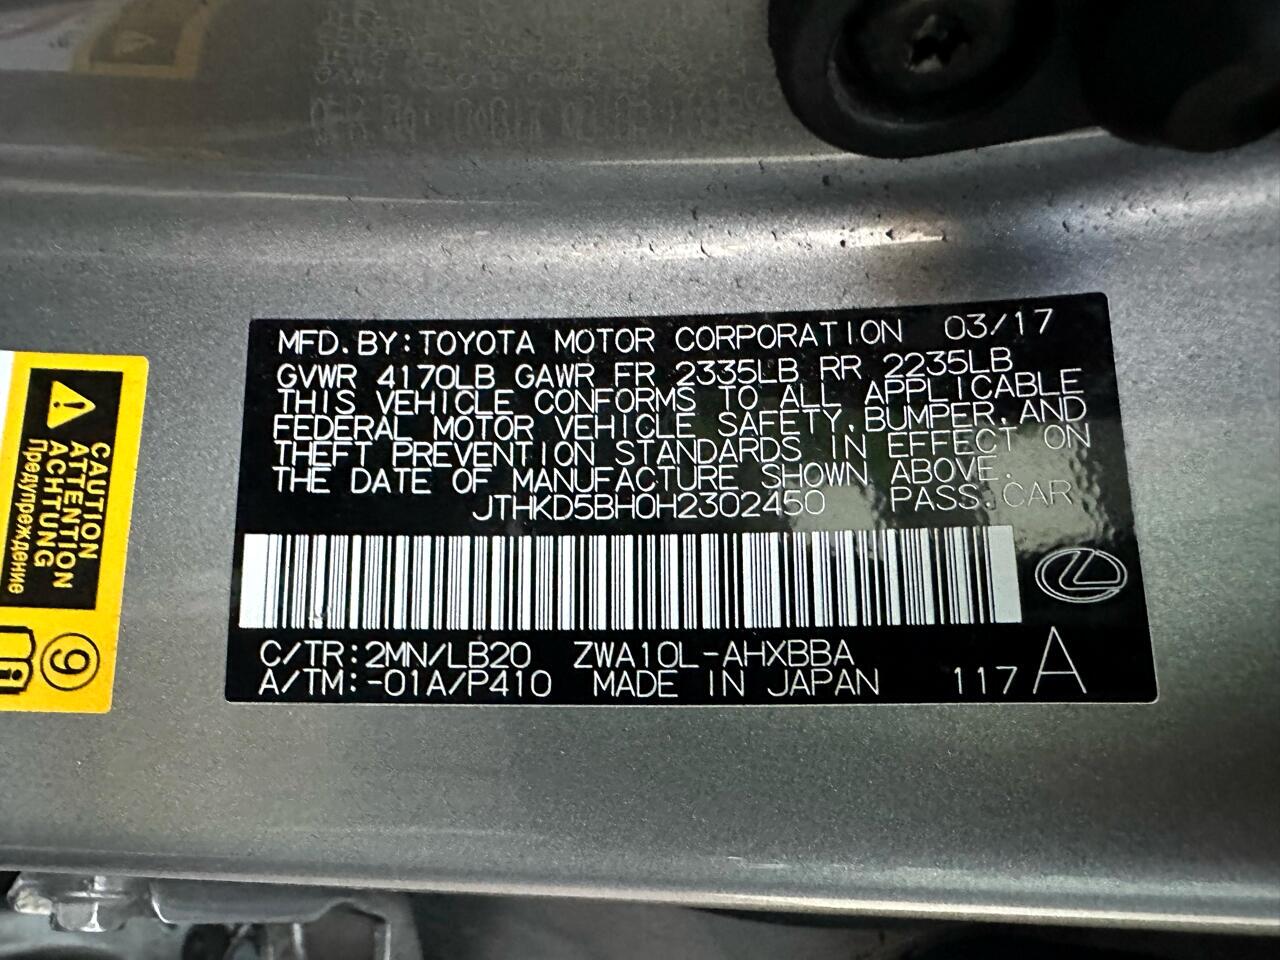 MFD.BY:TOYOTA MOTOR CORPORATION 03/17
GVWR 4170LB GAWR FR 2335LB RR 2235LB
THIS VEHICLE CONFORMS TO ALL APPLICABLE
FEDERAL MOTOR VEHICLE SAFETY,BUMPER,AND
THEFT PREVENTION STANDARDS IN EFFECT ON
THE DATE OF MANUFACTURE SHOWN ABOVE.
JTHKD5BH0H2302450 PASS.CAR
C/TR:2MN/LB20 ZWA10L-AHXBBA
A/TM:-01A/P410 MADE IN JAPAN 117 A
CAUTION
ATTENTION
ACHTUNG
Предупреждение
9